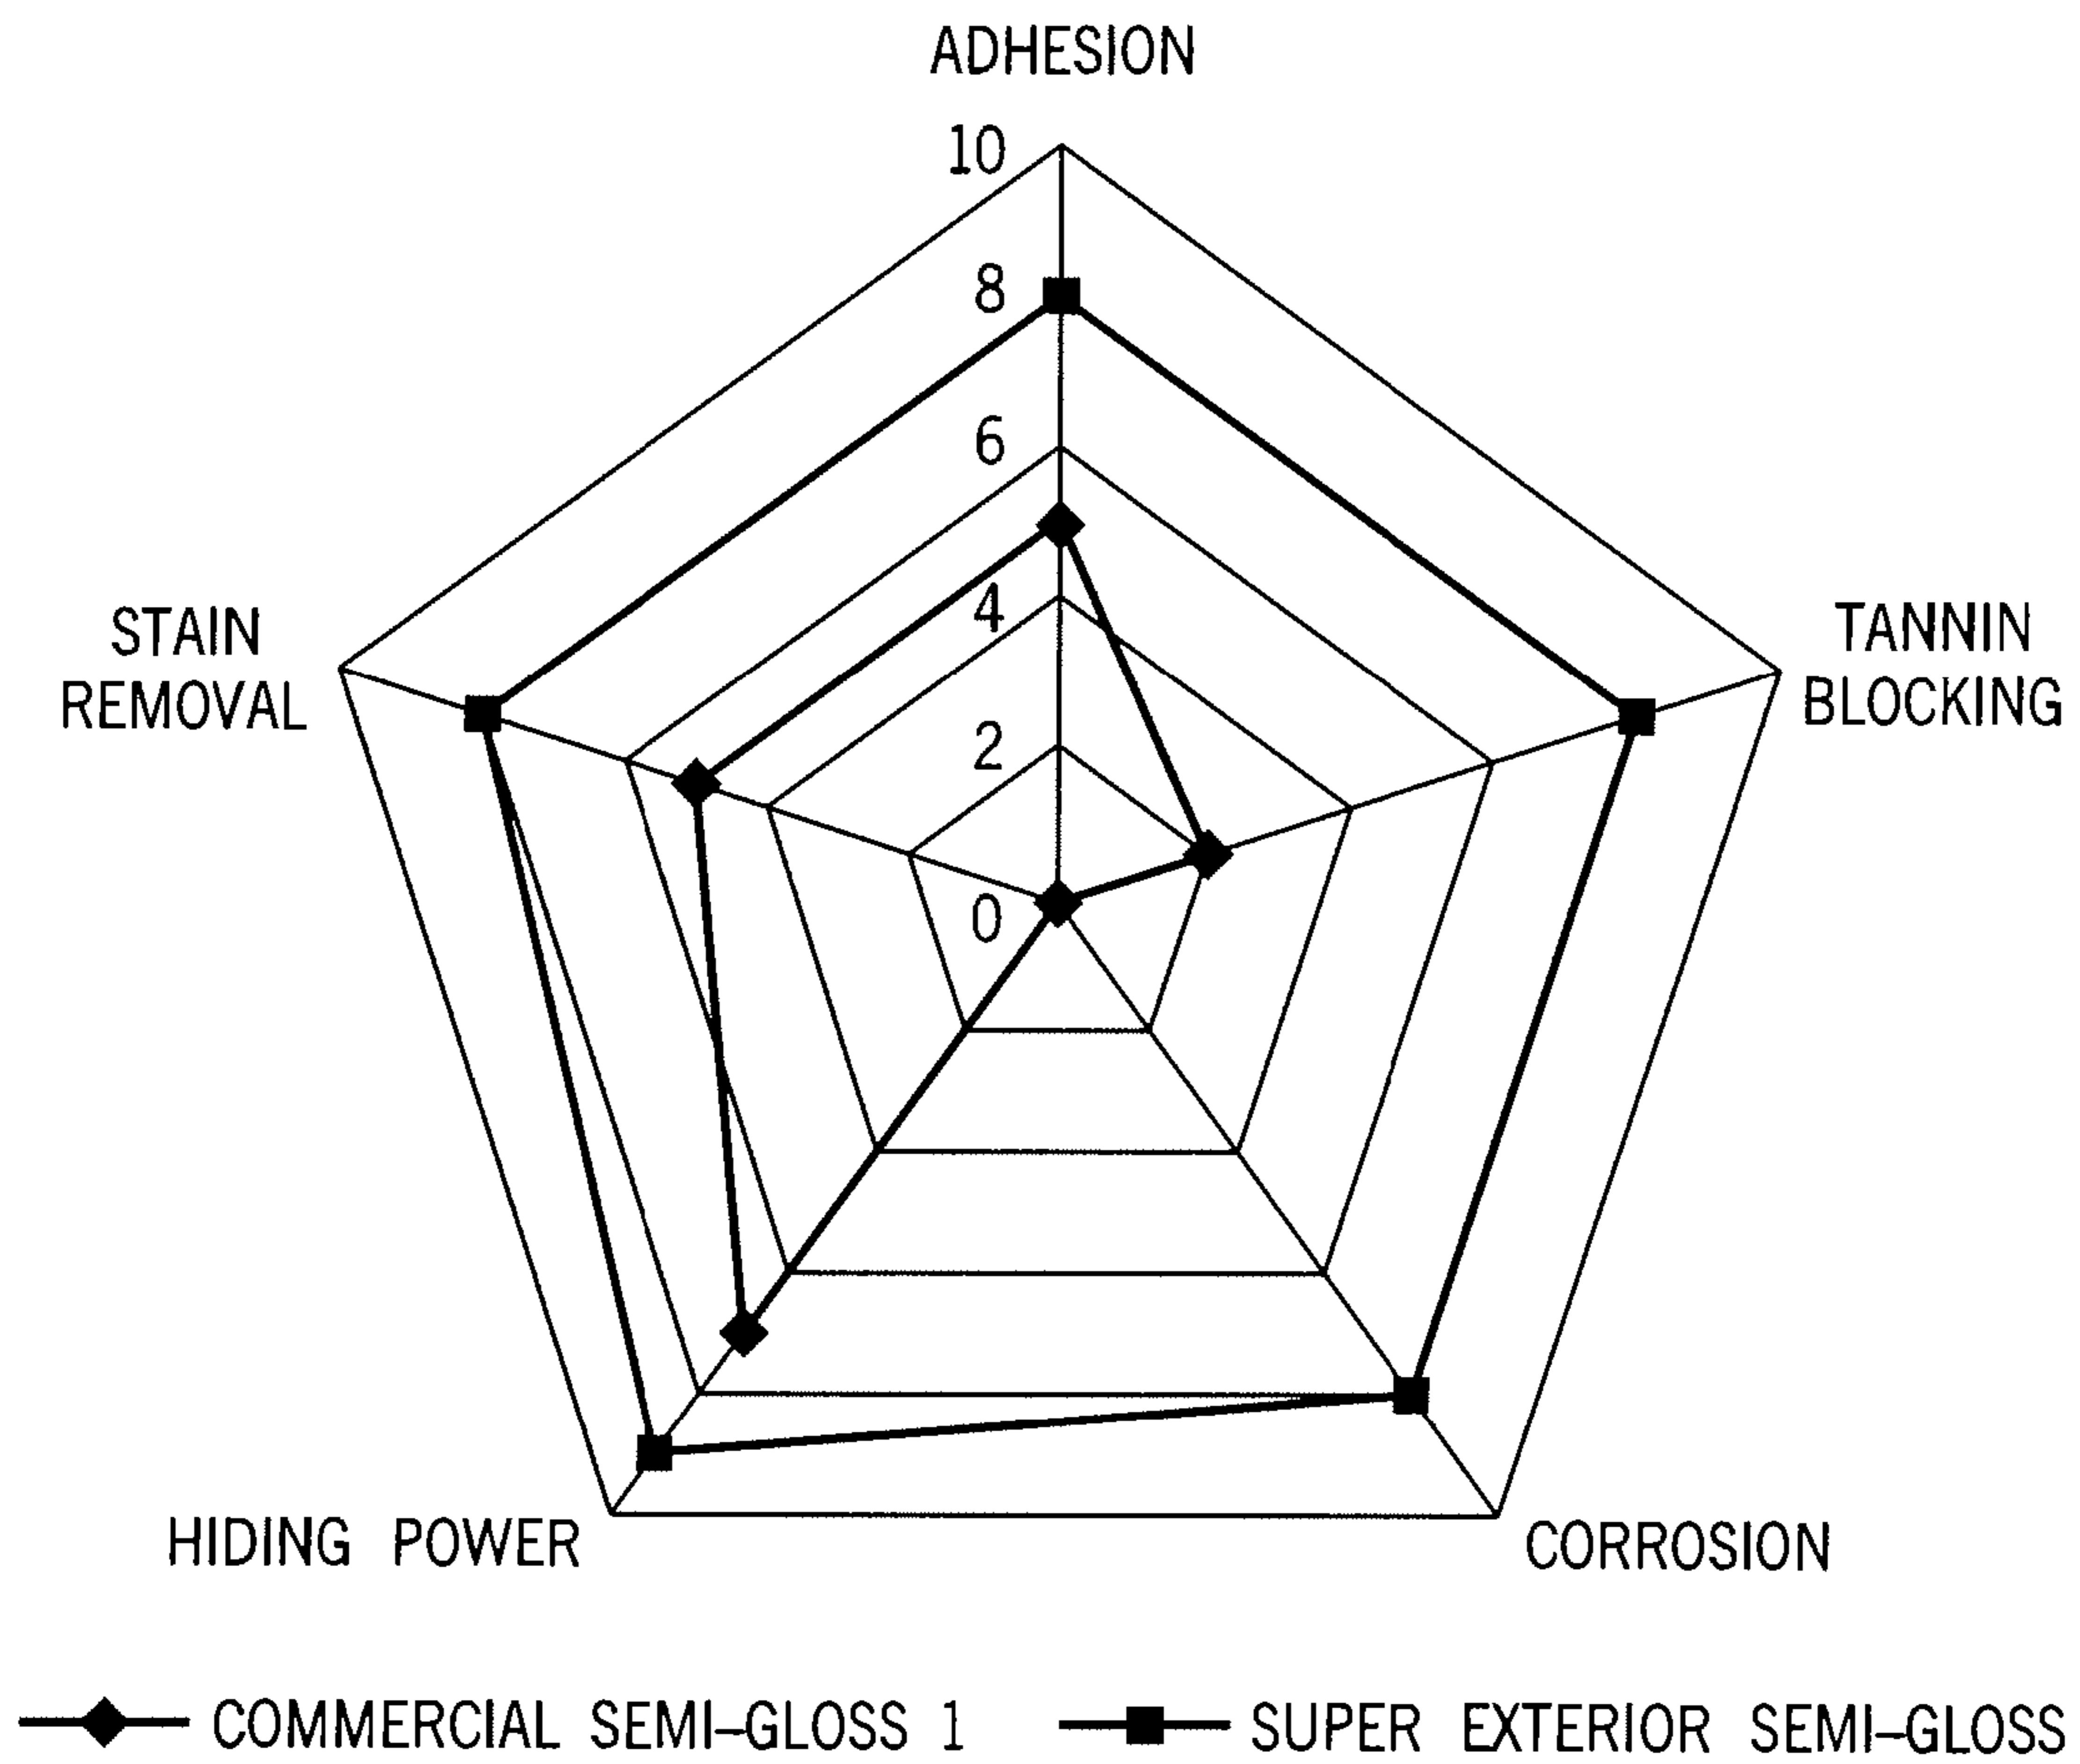 ADHESION
10
8
6
4
2
0
STAIN
REMOVAL
TANNIN
BLOCKING
HIDING POWER
CORROSION
COMMERCIAL SEMI-GLOSS 1
SUPER EXTERIOR SEMI-GLOSS